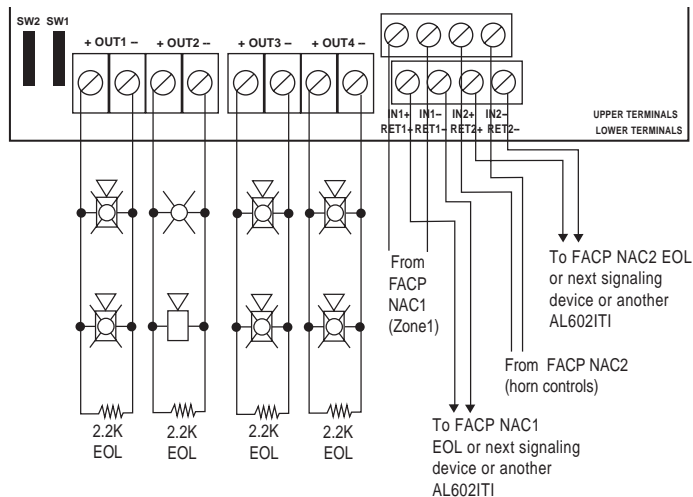 SW2 SW1
+ OUT1 – + OUT2 – + OUT3 – + OUT4 –
IN1+ IN1– IN2+ IN2–
RET1+ RET1– RET2+ RET2–
UPPER TERMINALS
LOWER TERMINALS
From
FACP
NAC1
(Zone1)
To FACP NAC2 EOL
or next signaling
device or another
AL602ITI
From FACP NAC2
(horn controls)
To FACP NAC1
EOL or next signaling
device or another
AL602ITI
2.2K
EOL
2.2K
EOL
2.2K
EOL
2.2K
EOL